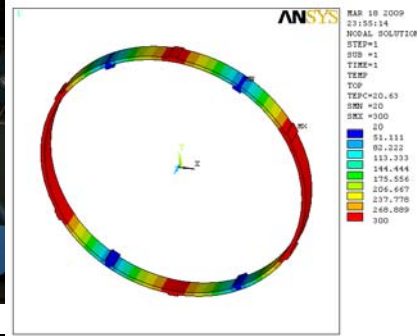 1
ANSYS
MAR 18 2009
23:55:14
NODAL SOLUTION
STEP=1
SUB =1
TIME=1
TEMP
TOP
TEPC=20.63
SMN =20
SMX =300
MX
20
51.111
82.222
113.333
144.444
175.556
206.667
237.778
268.889
300